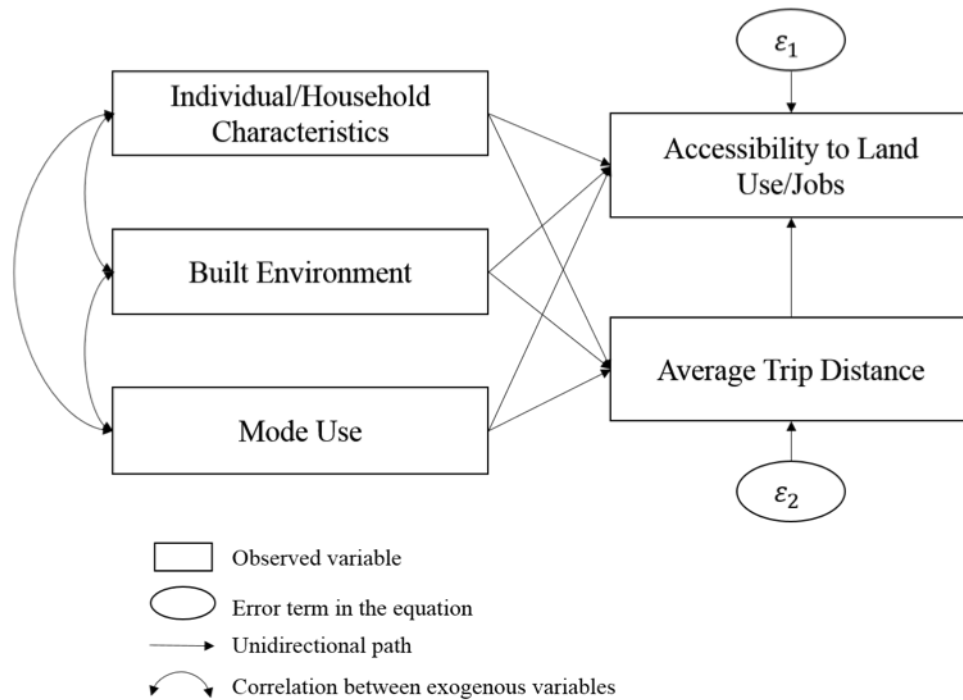 ε₁
Individual/Household
Characteristics
Accessibility to Land
Use/Jobs
Built Environment
Average Trip Distance
Mode Use
ε₂
Observed variable
Error term in the equation
Unidirectional path
Correlation between exogenous variables